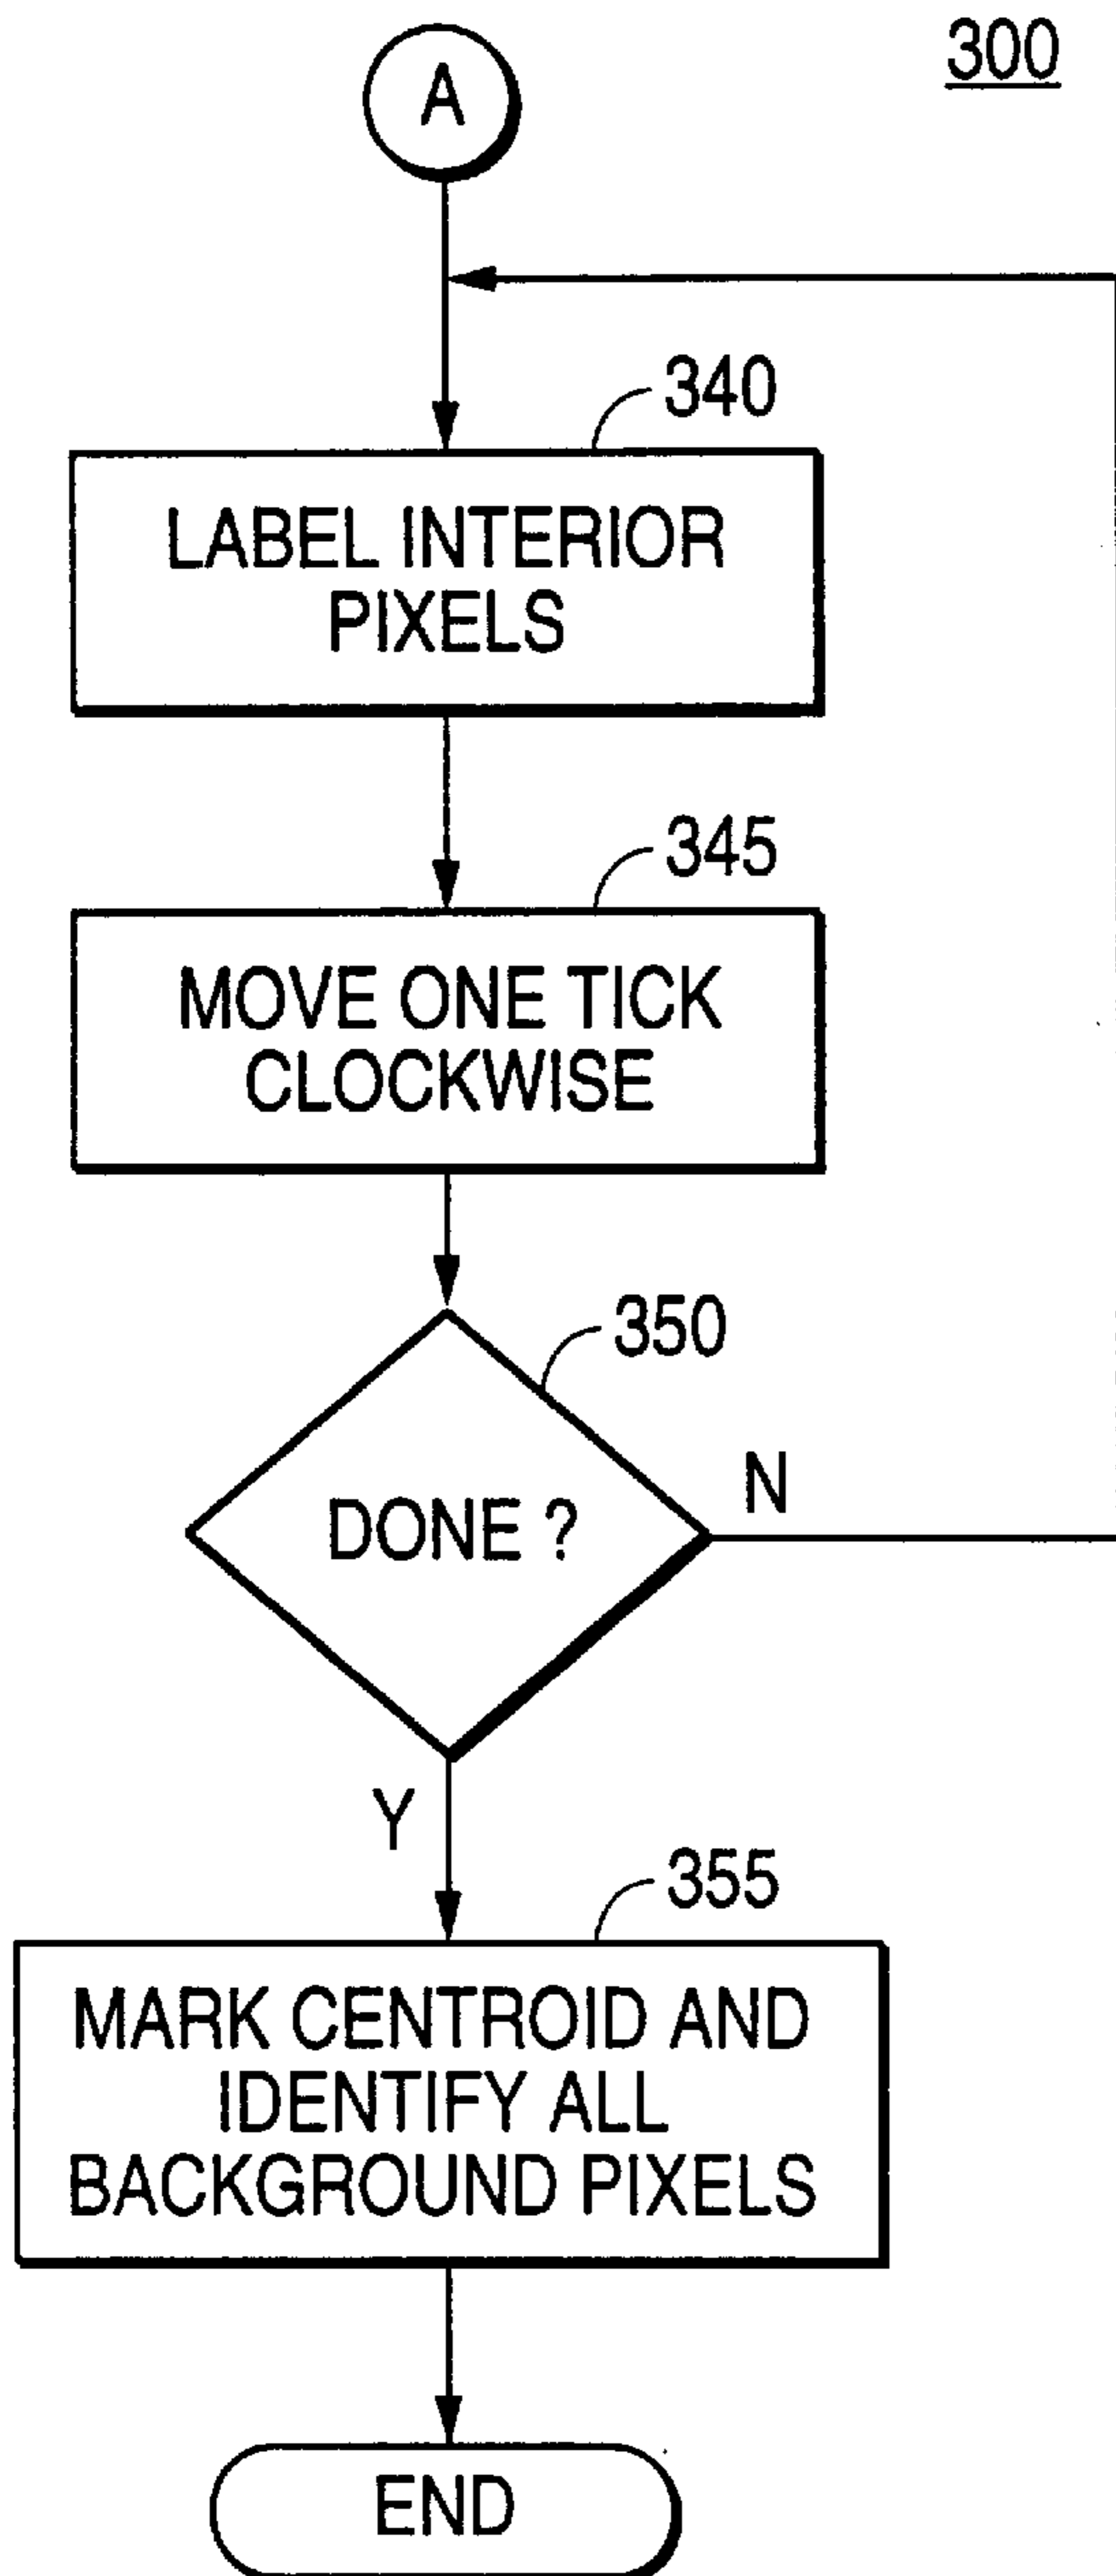 300
A
340
LABEL INTERIOR
PIXELS
345
MOVE ONE TICK
CLOCKWISE
350
DONE ?
N
Y
355
MARK CENTROID AND
IDENTIFY ALL
BACKGROUND PIXELS
END